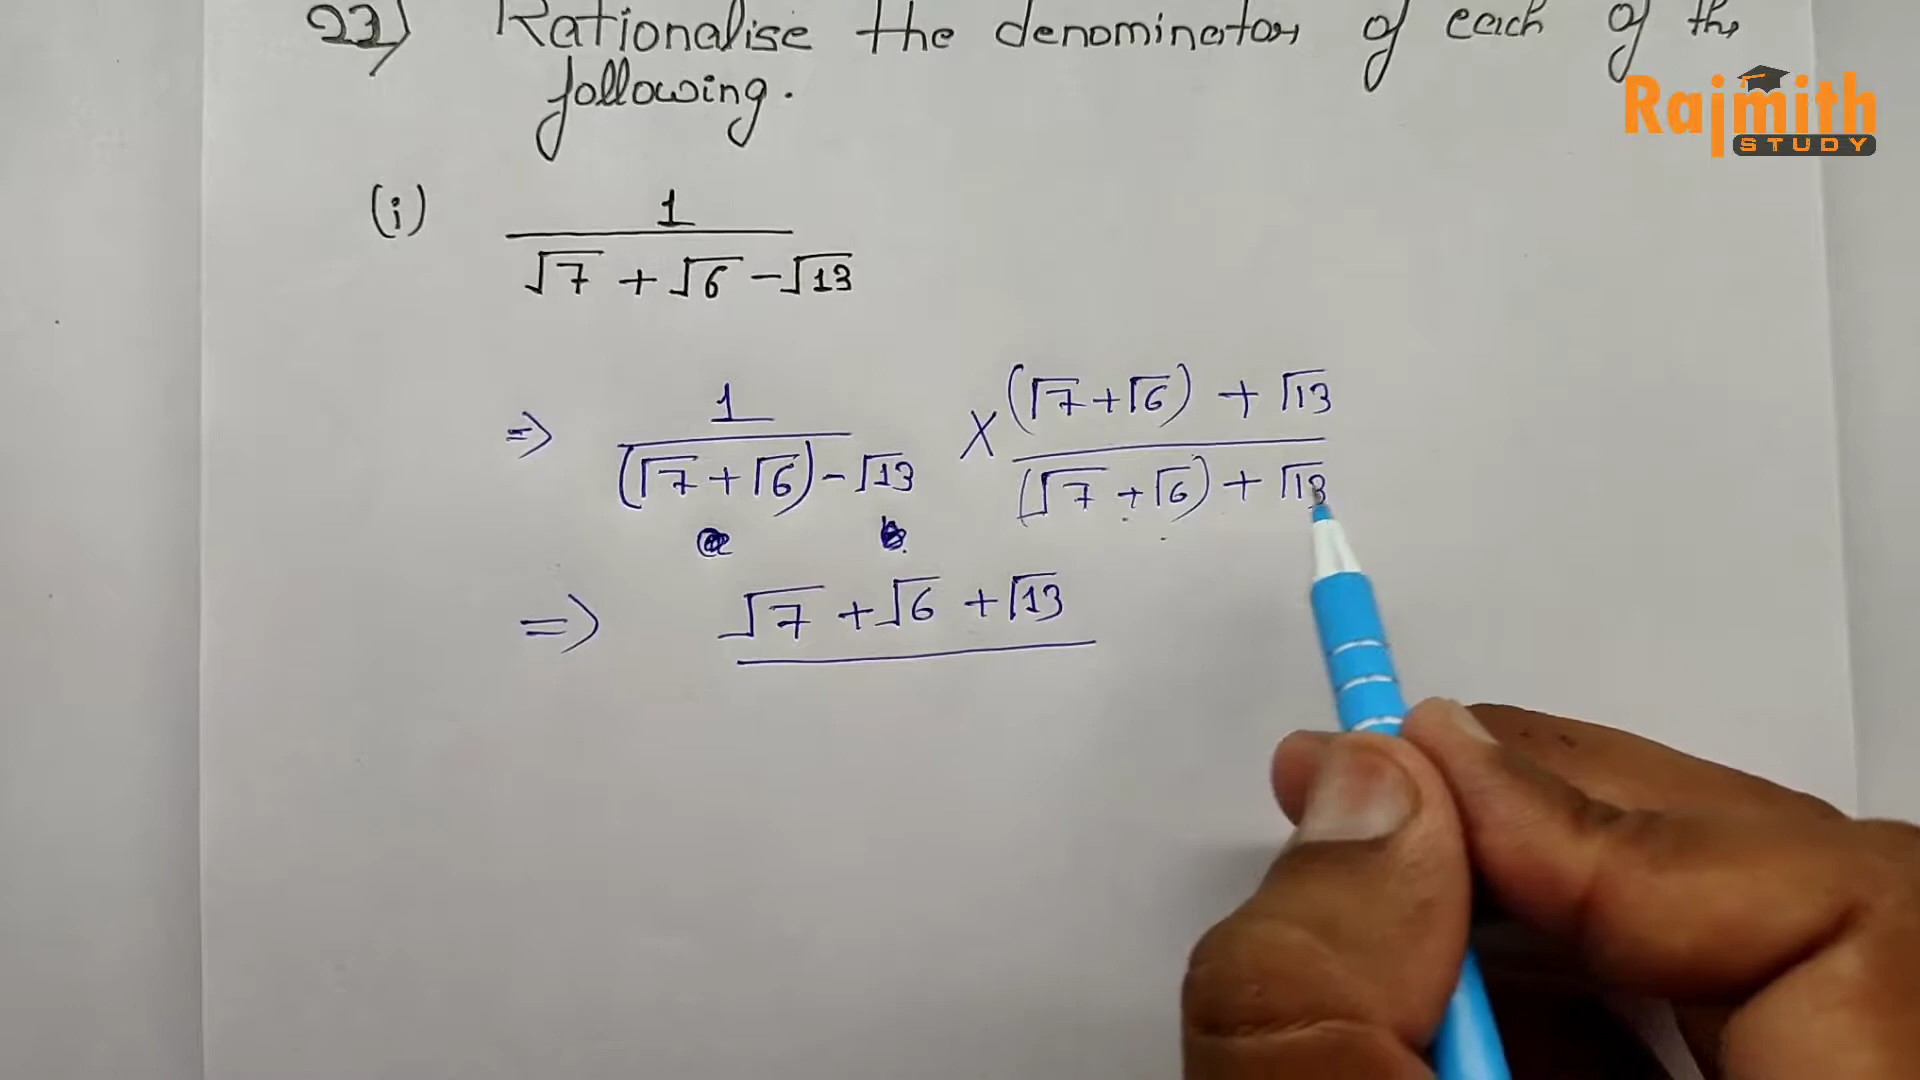 23) Rationalise the denominator of each of the
following.
Rajmith
STUDY
(i) 1
√7 + √6 - √13
=> 1 × (√7+√6) + √13
(√7+√6) - √13 (√7+√6) + √13
a b
=> √7 + √6 + √13